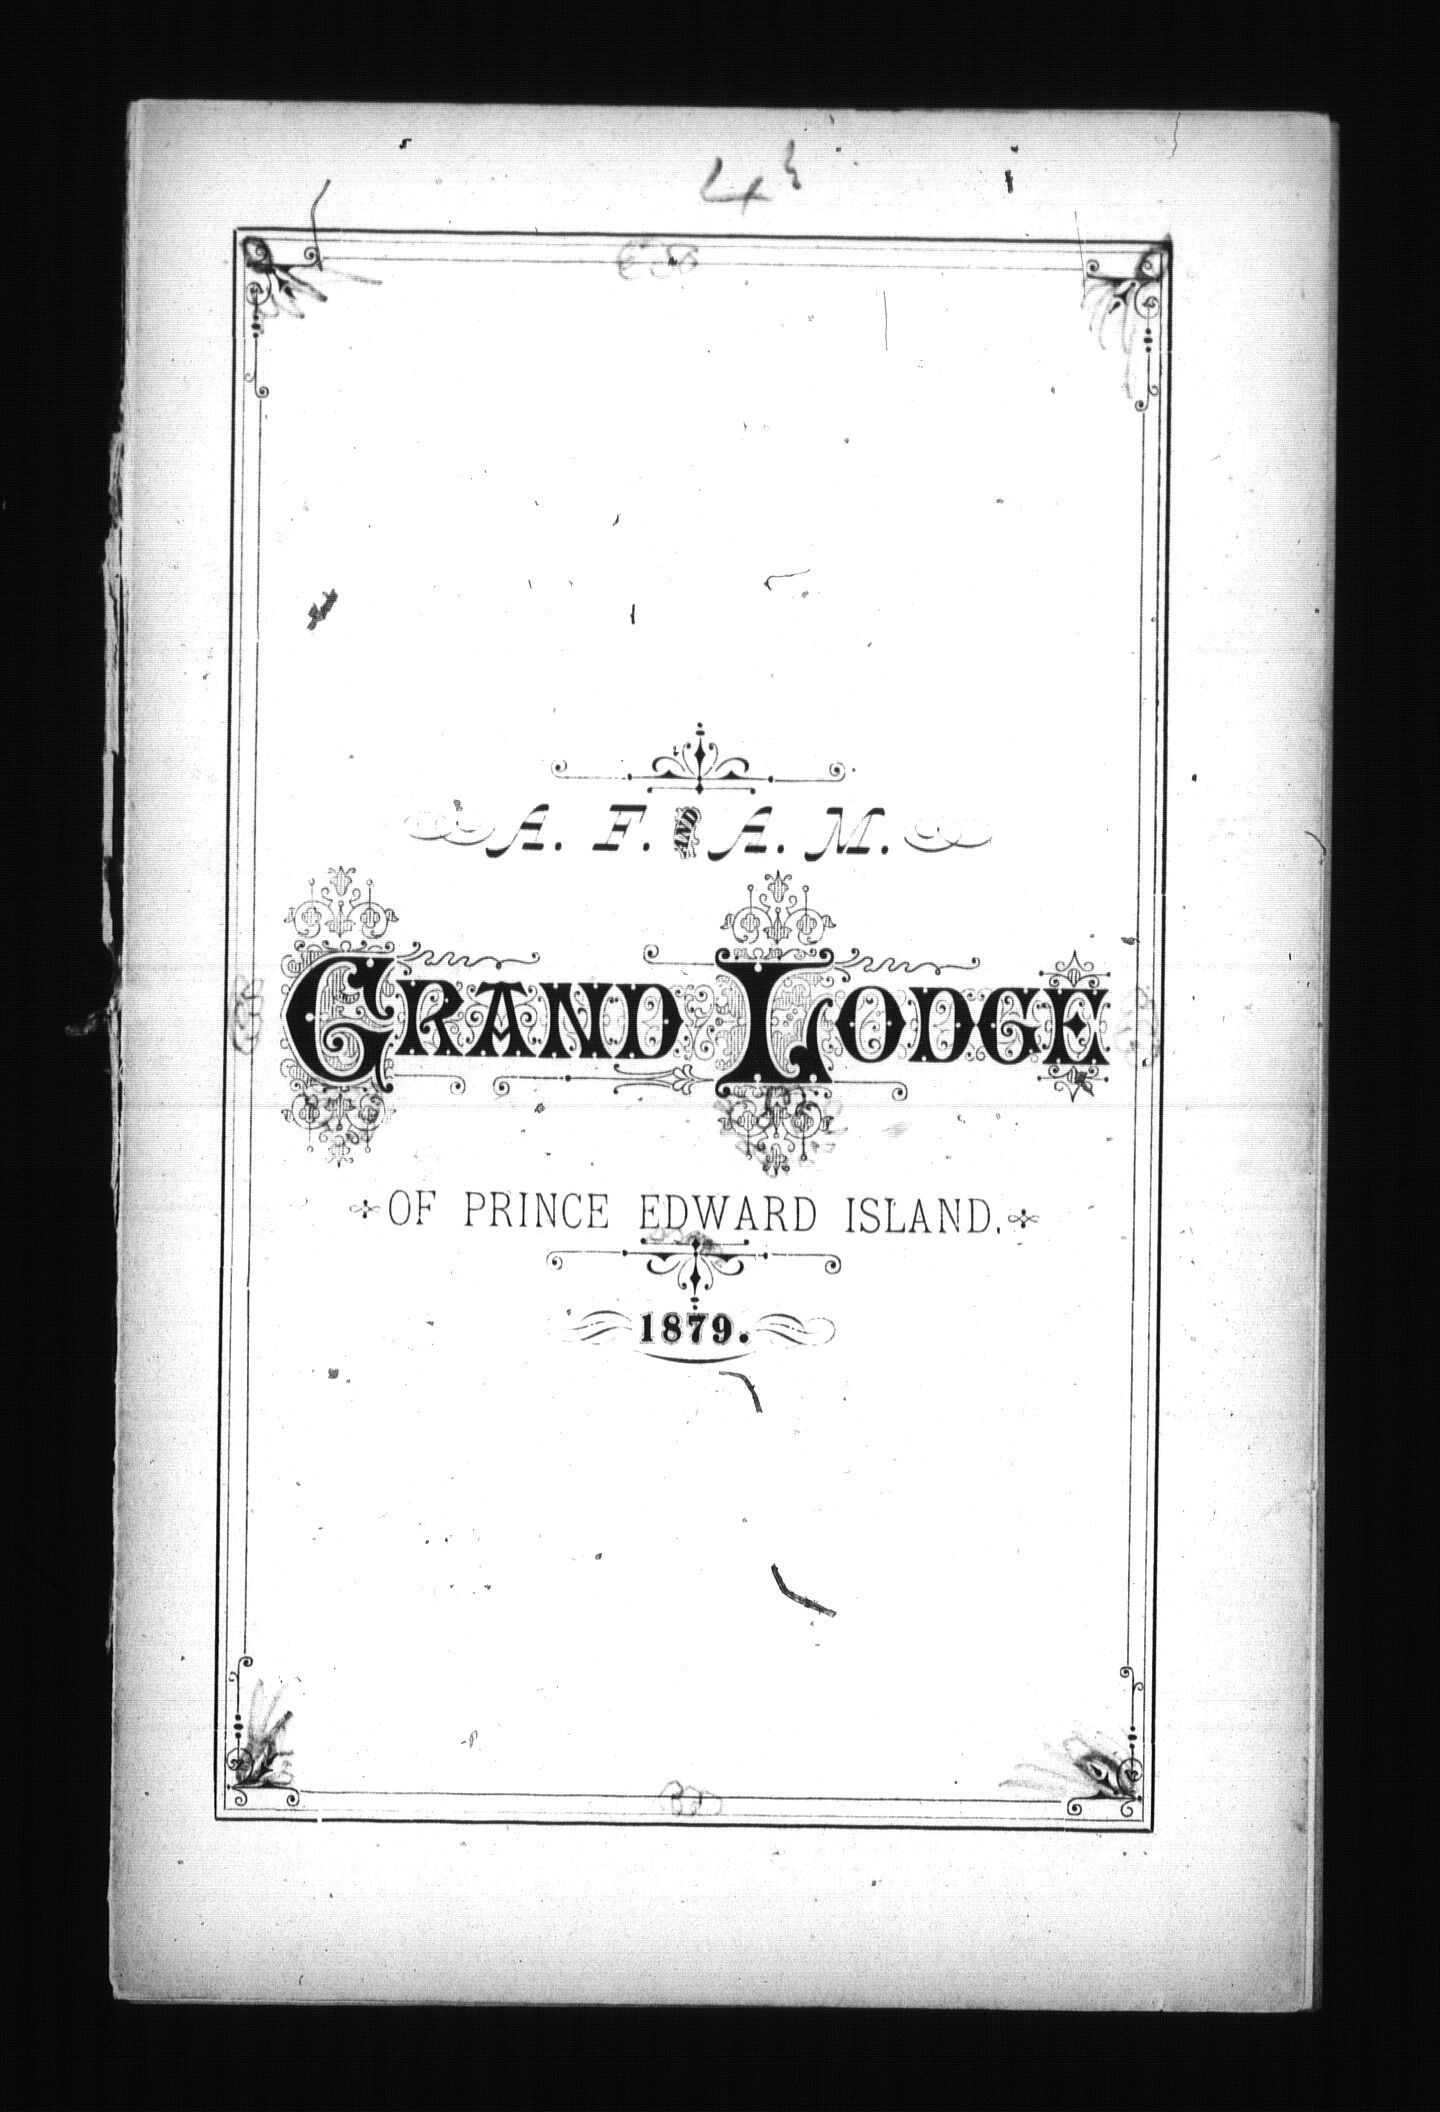 A. F. AND A. M.
GRAND LODGE
OF PRINCE EDWARD ISLAND.
1879.